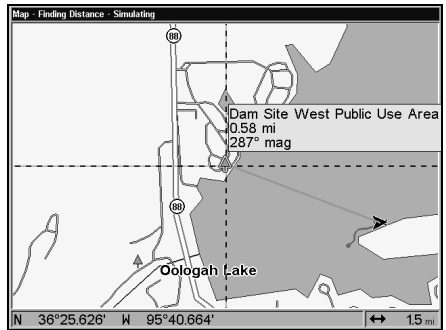 Map - Finding Distance - Simulating
88
Dam Site West Public Use Area
0.58 mi
287° mag
88
Oologah Lake
N 36°25.626' W 95°40.664' ↔ 1.5 mi